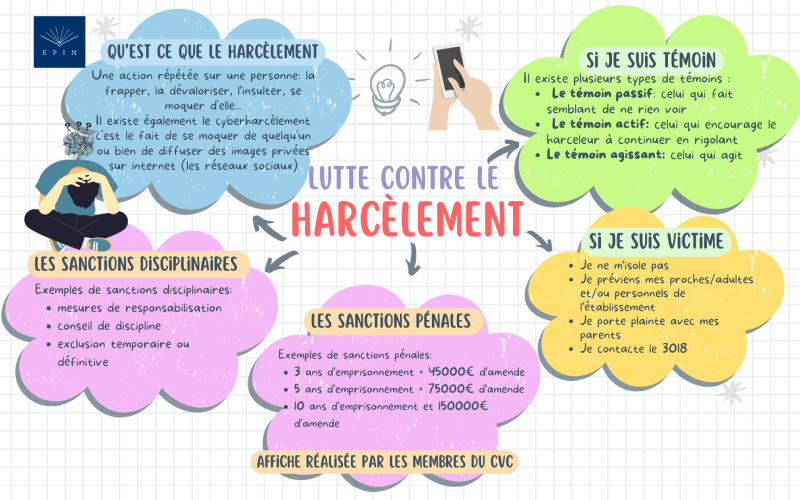 EPIN
QU'EST CE QUE LE HARCÈLEMENT
Une action répétée sur une personne: la
frapper, la dévaloriser, l'insulter, se
moquer d'elle...
Il existe également le cyberharcèlement
c'est le fait de se moquer de quelqu'un
ou bien de diffuser des images privées
sur internet (les réseaux sociaux)
SI JE SUIS TÉMOIN
Il existe plusieurs types de témoins :
• Le témoin passif: celui qui fait
semblant de ne rien voir
• Le témoin actif: celui qui encourage le
harceleur à continuer en rigolant
• Le témoin agissant: celui qui agit
? ? ?
LUTTE CONTRE LE
HARCÈLEMENT
SI JE SUIS VICTIME
• Je ne m'isole pas
• Je préviens mes proches/adultes
et/ou personnels de
l'établissement
• Je porte plainte avec mes
parents
• Je contacte le 3018
LES SANCTIONS DISCIPLINAIRES
Exemples de sanctions disciplinaires:
• mesures de responsabilisation
• conseil de discipline
• exclusion temporaire ou
définitive
LES SANCTIONS PÉNALES
Exemples de sanctions pénales:
• 3 ans d'emprisonnement + 45000€ d'amende
• 5 ans d'emprisonnement + 75000€ d'amende
• 10 ans d'emprisonnement et 150000€
d'amende
AFFICHE RÉALISÉE PAR LES MEMBRES DU CVC